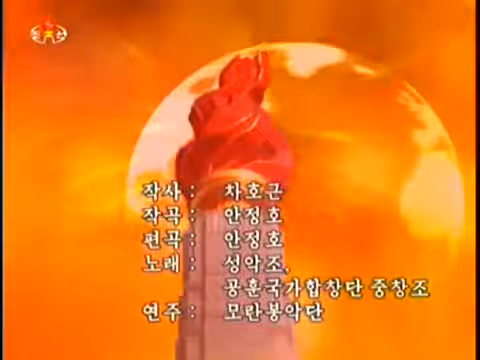 작사 : 차호근
작곡 : 안정호
편곡 : 안정호
노래 : 성악조,
공훈국가합창단 중창조
연주 : 모란봉악단